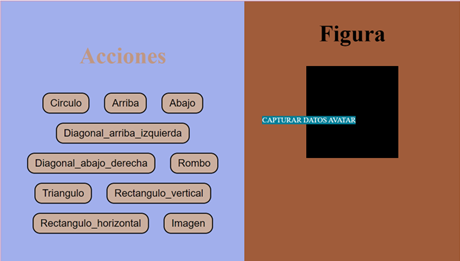 Acciones
Circulo Arriba Abajo
Diagonal_arriba_izquierda
Diagonal_abajo_derecha Rombo
Triangulo Rectangulo_vertical
Rectangulo_horizontal Imagen
Figura
CAPTURAR DATOS AVATAR